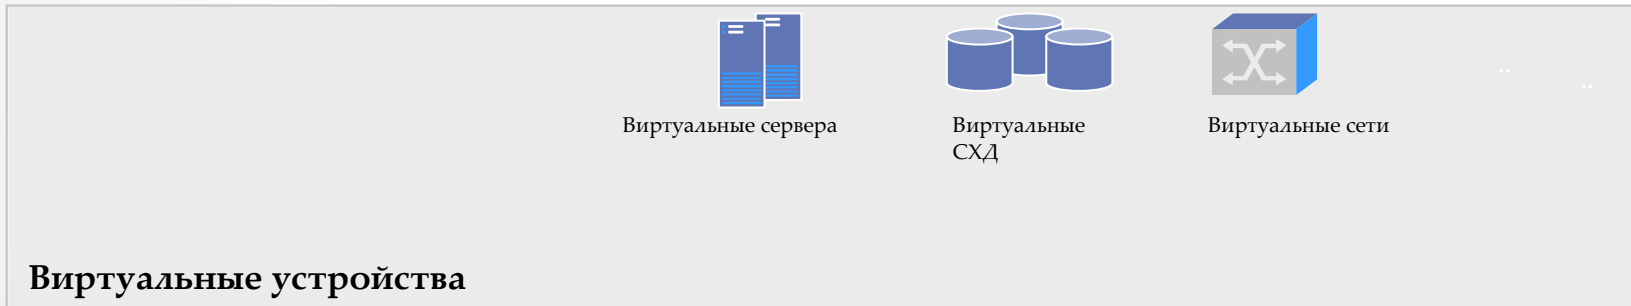 Виртуальные сервера
Виртуальные
СХД
Виртуальные сети
..
..
Виртуальные устройства